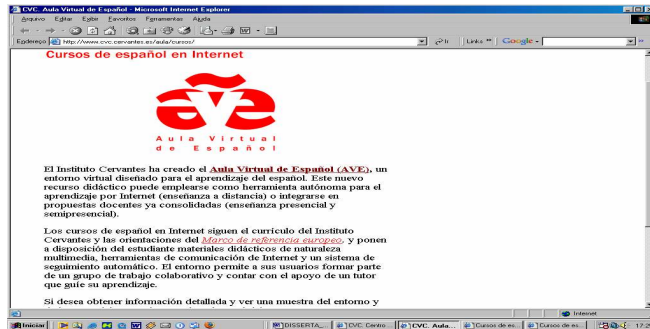 CVC. Aula Virtual de Español - Microsoft Internet Explorer
Arquivo Editar Exibir Favoritos Ferramentas Ajuda
Endereço http://www.cvc.cervantes.es/aula/cursos/ Ir Links Google
Cursos de español en Internet
ave
Aula Virtual
de Español
El Instituto Cervantes ha creado el Aula Virtual de Español (AVE), un
entorno virtual diseñado para el aprendizaje del español. Este nuevo
recurso didáctico puede emplearse como herramienta autónoma para el
aprendizaje por Internet (enseñanza a distancia) o integrarse en
propuestas docentes ya consolidadas (enseñanza presencial y
semipresencial).
Los cursos de español en Internet siguen el currículo del Instituto
Cervantes y las orientaciones del Marco de referencia europeo, y ponen
a disposición del estudiante materiales didácticos de naturaleza
multimedia, herramientas de comunicación de Internet y un sistema de
seguimiento automático. El entorno permite a sus usuarios formar parte
de un grupo de trabajo colaborativo y contar con el apoyo de un tutor
que guíe su aprendizaje.
Si desea obtener información detallada y ver una muestra del entorno y
Internet
Iniciar DISSERTA... CVC. Centro... CVC. Aula... Cursos de es... Cursos de es...